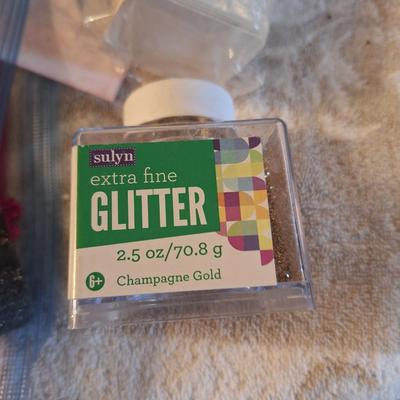 sulyn
extra fine
GLITTER
2.5 oz/70.8 g
6+ Champagne Gold